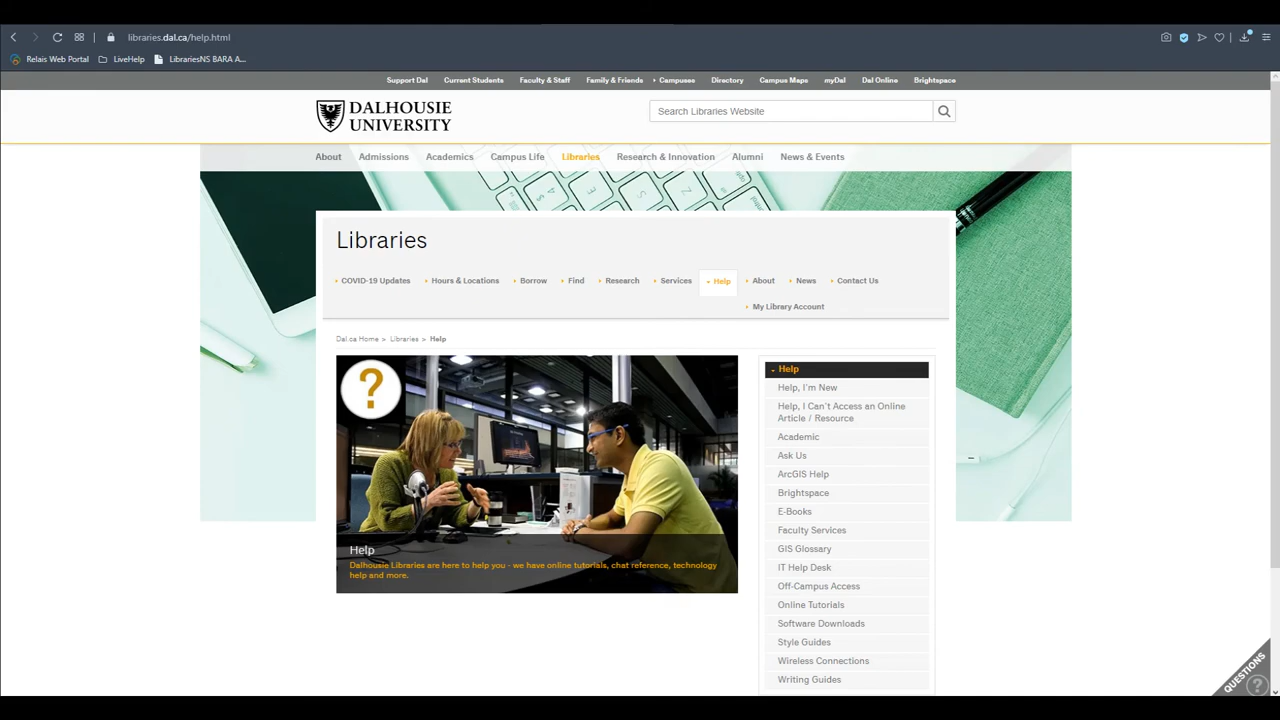 libraries.dal.ca/help.html
Relais Web Portal LiveHelp LibrariesNS BARA A...
Support Dal Current Students Faculty & Staff Family & Friends Campuses Directory Campus Maps myDal Dal Online Brightspace
DALHOUSIE
UNIVERSITY
Search Libraries Website
About Admissions Academics Campus Life Libraries Research & Innovation Alumni News & Events
Libraries
COVID-19 Updates Hours & Locations Borrow Find Research Services Help About News Contact Us
My Library Account
Dal.ca Home > Libraries > Help
?
Help
Dalhousie Libraries are here to help you - we have online tutorials, chat reference, technology
help and more.
Help
Help, I'm New
Help, I Can't Access an Online
Article / Resource
Academic
Ask Us
ArcGIS Help
Brightspace
E-Books
Faculty Services
GIS Glossary
IT Help Desk
Off-Campus Access
Online Tutorials
Software Downloads
Style Guides
Wireless Connections
Writing Guides
QUESTIONS
?